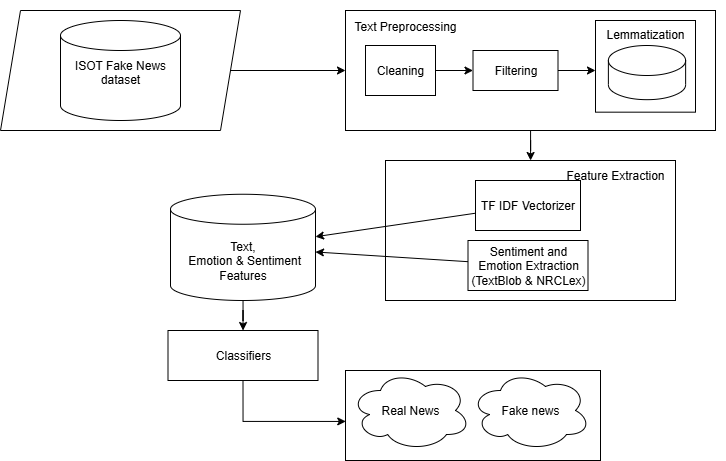 ISOT Fake News
dataset
Text Preprocessing
Cleaning
Filtering
Lemmatization
Feature Extraction
TF IDF Vectorizer
Sentiment and
Emotion Extraction
(TextBlob & NRCLex)
Text,
Emotion & Sentiment
Features
Classifiers
Real News
Fake news